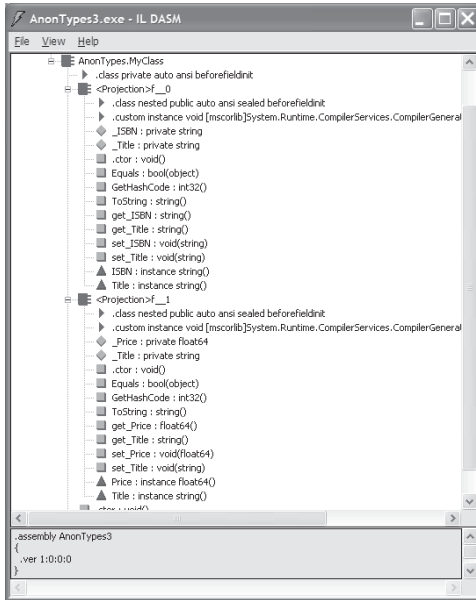 AnonTypes3.exe - IL DASM
File View Help
AnonTypes.MyClass
.class private auto ansi beforefieldinit
<Projection>f__0
.class nested public auto ansi sealed beforefieldinit
.custom instance void [mscorlib]System.Runtime.CompilerServices.CompilerGenerat
_ISBN : private string
_Title : private string
.ctor : void()
Equals : bool(object)
GetHashCode : int32()
ToString : string()
get_ISBN : string()
get_Title : string()
set_ISBN : void(string)
set_Title : void(string)
ISBN : instance string()
Title : instance string()
<Projection>f__1
.class nested public auto ansi sealed beforefieldinit
.custom instance void [mscorlib]System.Runtime.CompilerServices.CompilerGenerat
_Price : private float64
_Title : private string
.ctor : void()
Equals : bool(object)
GetHashCode : int32()
ToString : string()
get_Price : float64()
get_Title : string()
set_Price : void(float64)
set_Title : void(string)
Price : instance float64()
Title : instance string()
.ctor : void()
.assembly AnonTypes3
{
.ver 1:0:0:0
}